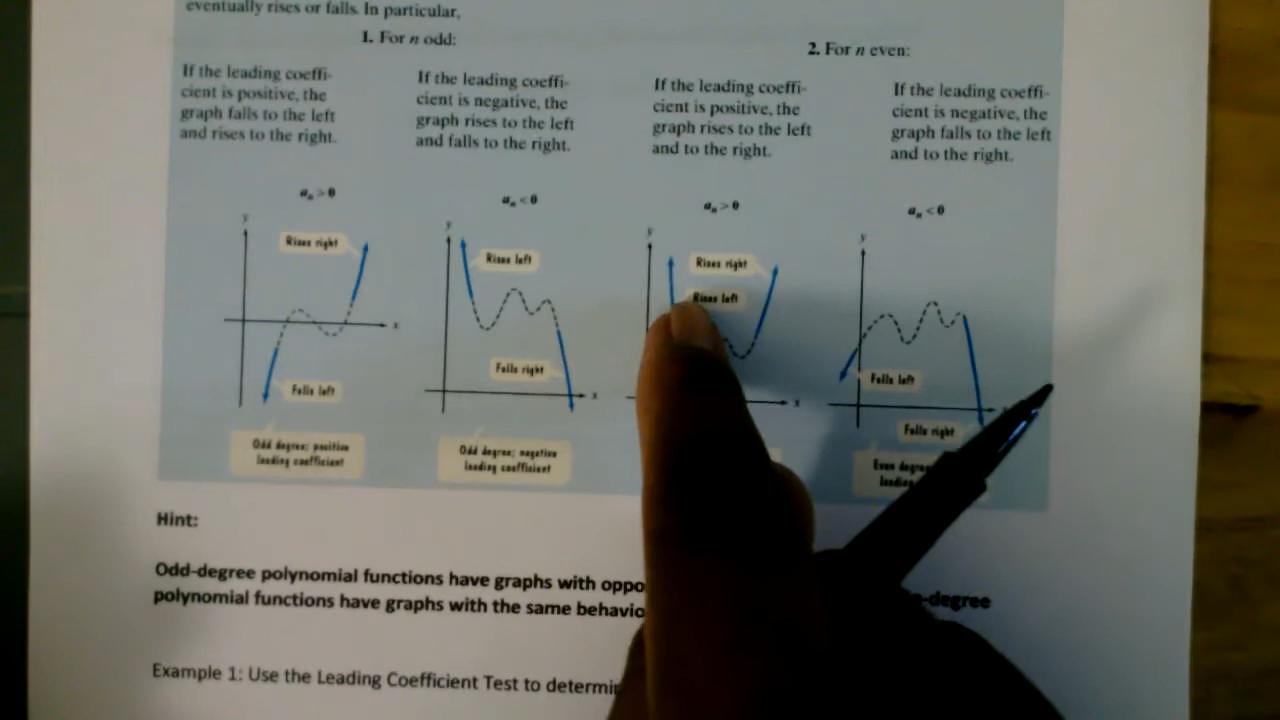 eventually rises or falls. In particular,
1. For n odd:
2. For n even:
If the leading coeffi-
cient is positive, the
graph falls to the left
and rises to the right.
If the leading coeffi-
cient is negative, the
graph rises to the left
and falls to the right.
If the leading coeffi-
cient is positive, the
graph rises to the left
and to the right.
If the leading coeffi-
cient is negative, the
graph falls to the left
and to the right.
aₙ > 0
y
Rises right
x
Falls left
Odd degree; positive
leading coefficient
aₙ < 0
y
Rises left
Falls right
x
Odd degree; negative
leading coefficient
aₙ > 0
y
Rises right
Rises left
x
aₙ < 0
y
Falls left
Falls right
Even
Hint:
Odd-degree polynomial functions have graphs with
-degree
polynomial functions have graphs with the same
Example 1: Use the Leading Coefficient Test to